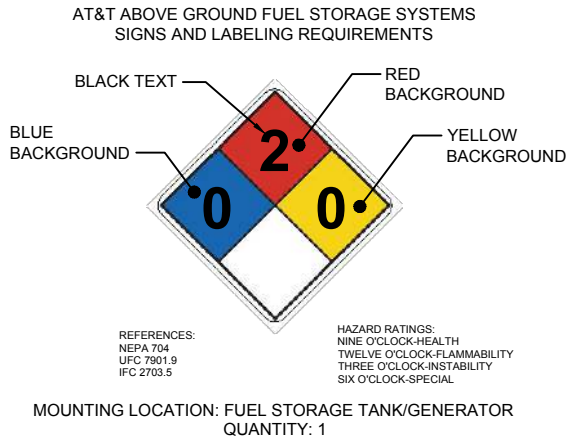 AT&T ABOVE GROUND FUEL STORAGE SYSTEMS
SIGNS AND LABELING REQUIREMENTS
BLACK TEXT
RED
BACKGROUND
BLUE
BACKGROUND
YELLOW
BACKGROUND
2
0
0
REFERENCES:
NEPA 704
UFC 7901.9
IFC 2703.5
HAZARD RATINGS:
NINE O'CLOCK-HEALTH
TWELVE O'CLOCK-FLAMMABILITY
THREE O'CLOCK-INSTABILITY
SIX O'CLOCK-SPECIAL
MOUNTING LOCATION: FUEL STORAGE TANK/GENERATOR
QUANTITY: 1